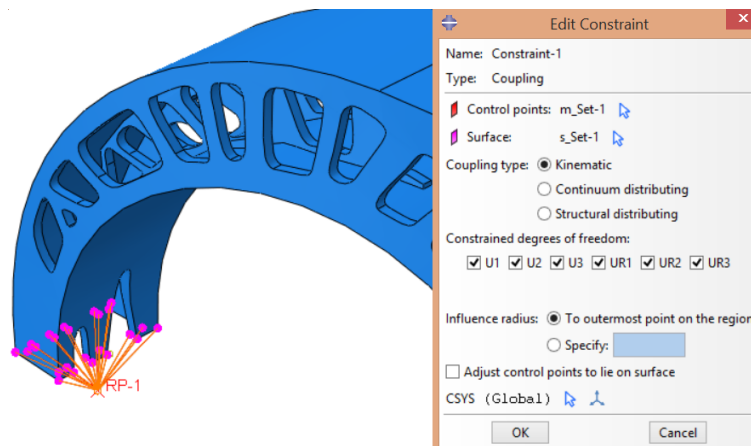 Edit Constraint
X
Name: Constraint-1
Type: Coupling
Control points: m_Set-1
Surface: s_Set-1
Coupling type: Kinematic
Continuum distributing
Structural distributing
Constrained degrees of freedom:
U1 U2 U3 UR1 UR2 UR3
Influence radius: To outermost point on the region
Specify:
Adjust control points to lie on surface
CSYS (Global)
OK Cancel
RP-1